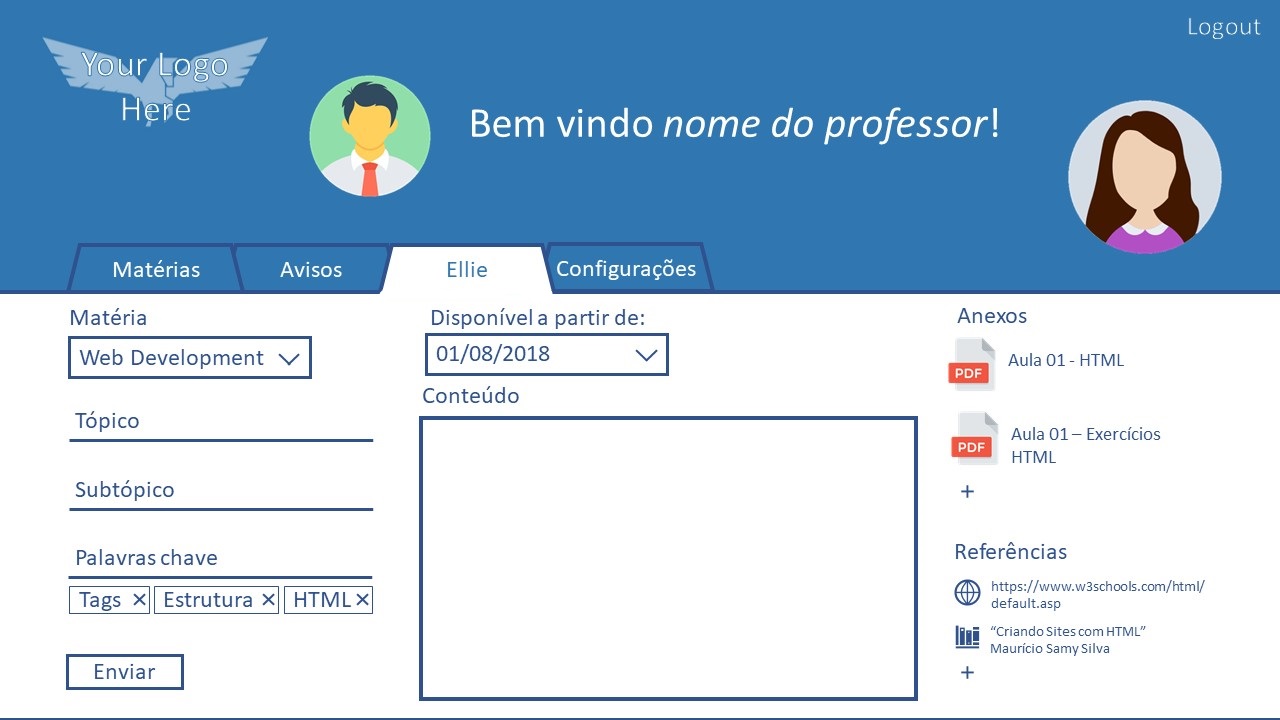 Logout
Your Logo
Here
Bem vindo nome do professor!
Matérias
Avisos
Ellie
Configurações
Matéria
Web Development
Tópico
Subtópico
Palavras chave
Tags
Estrutura
HTML
Enviar
Disponível a partir de:
01/08/2018
Conteúdo
Anexos
PDF
Aula 01 - HTML
PDF
Aula 01 – Exercícios
HTML
+
Referências
https://www.w3schools.com/html/
default.asp
“Criando Sites com HTML”
Maurício Samy Silva
+